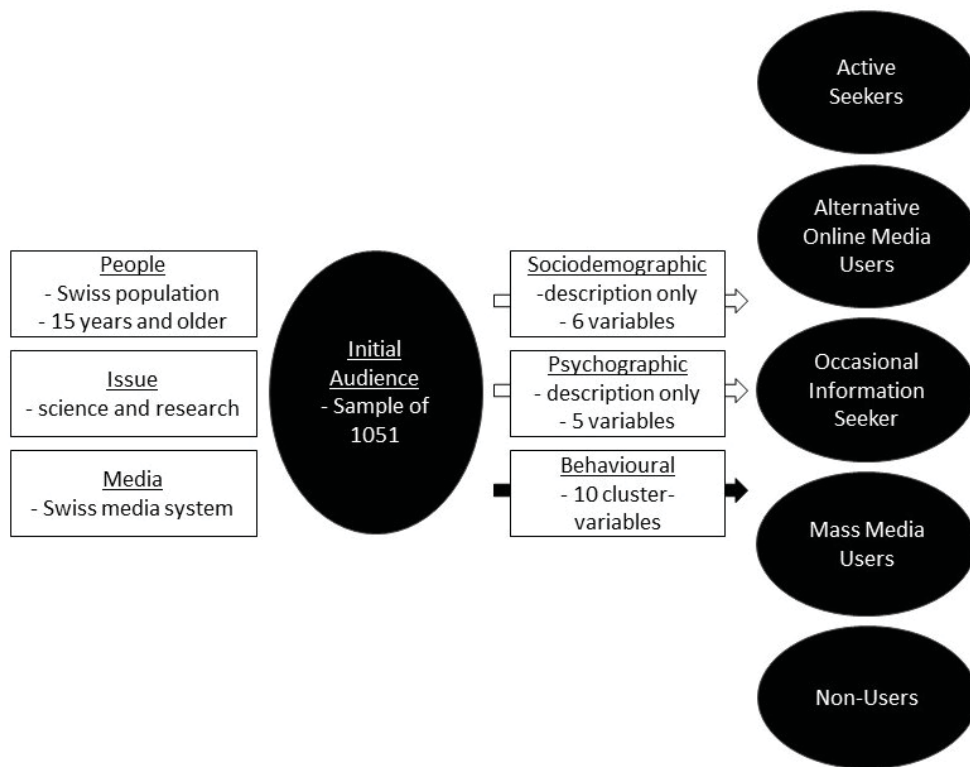 People
- Swiss population
- 15 years and older
Issue
- science and research
Media
- Swiss media system
Initial
Audience
- Sample of
1051
Sociodemographic
-description only
- 6 variables
Psychographic
- description only
- 5 variables
Behavioural
- 10 cluster-
variables
Active
Seekers
Alternative
Online Media
Users
Occasional
Information
Seeker
Mass Media
Users
Non-Users